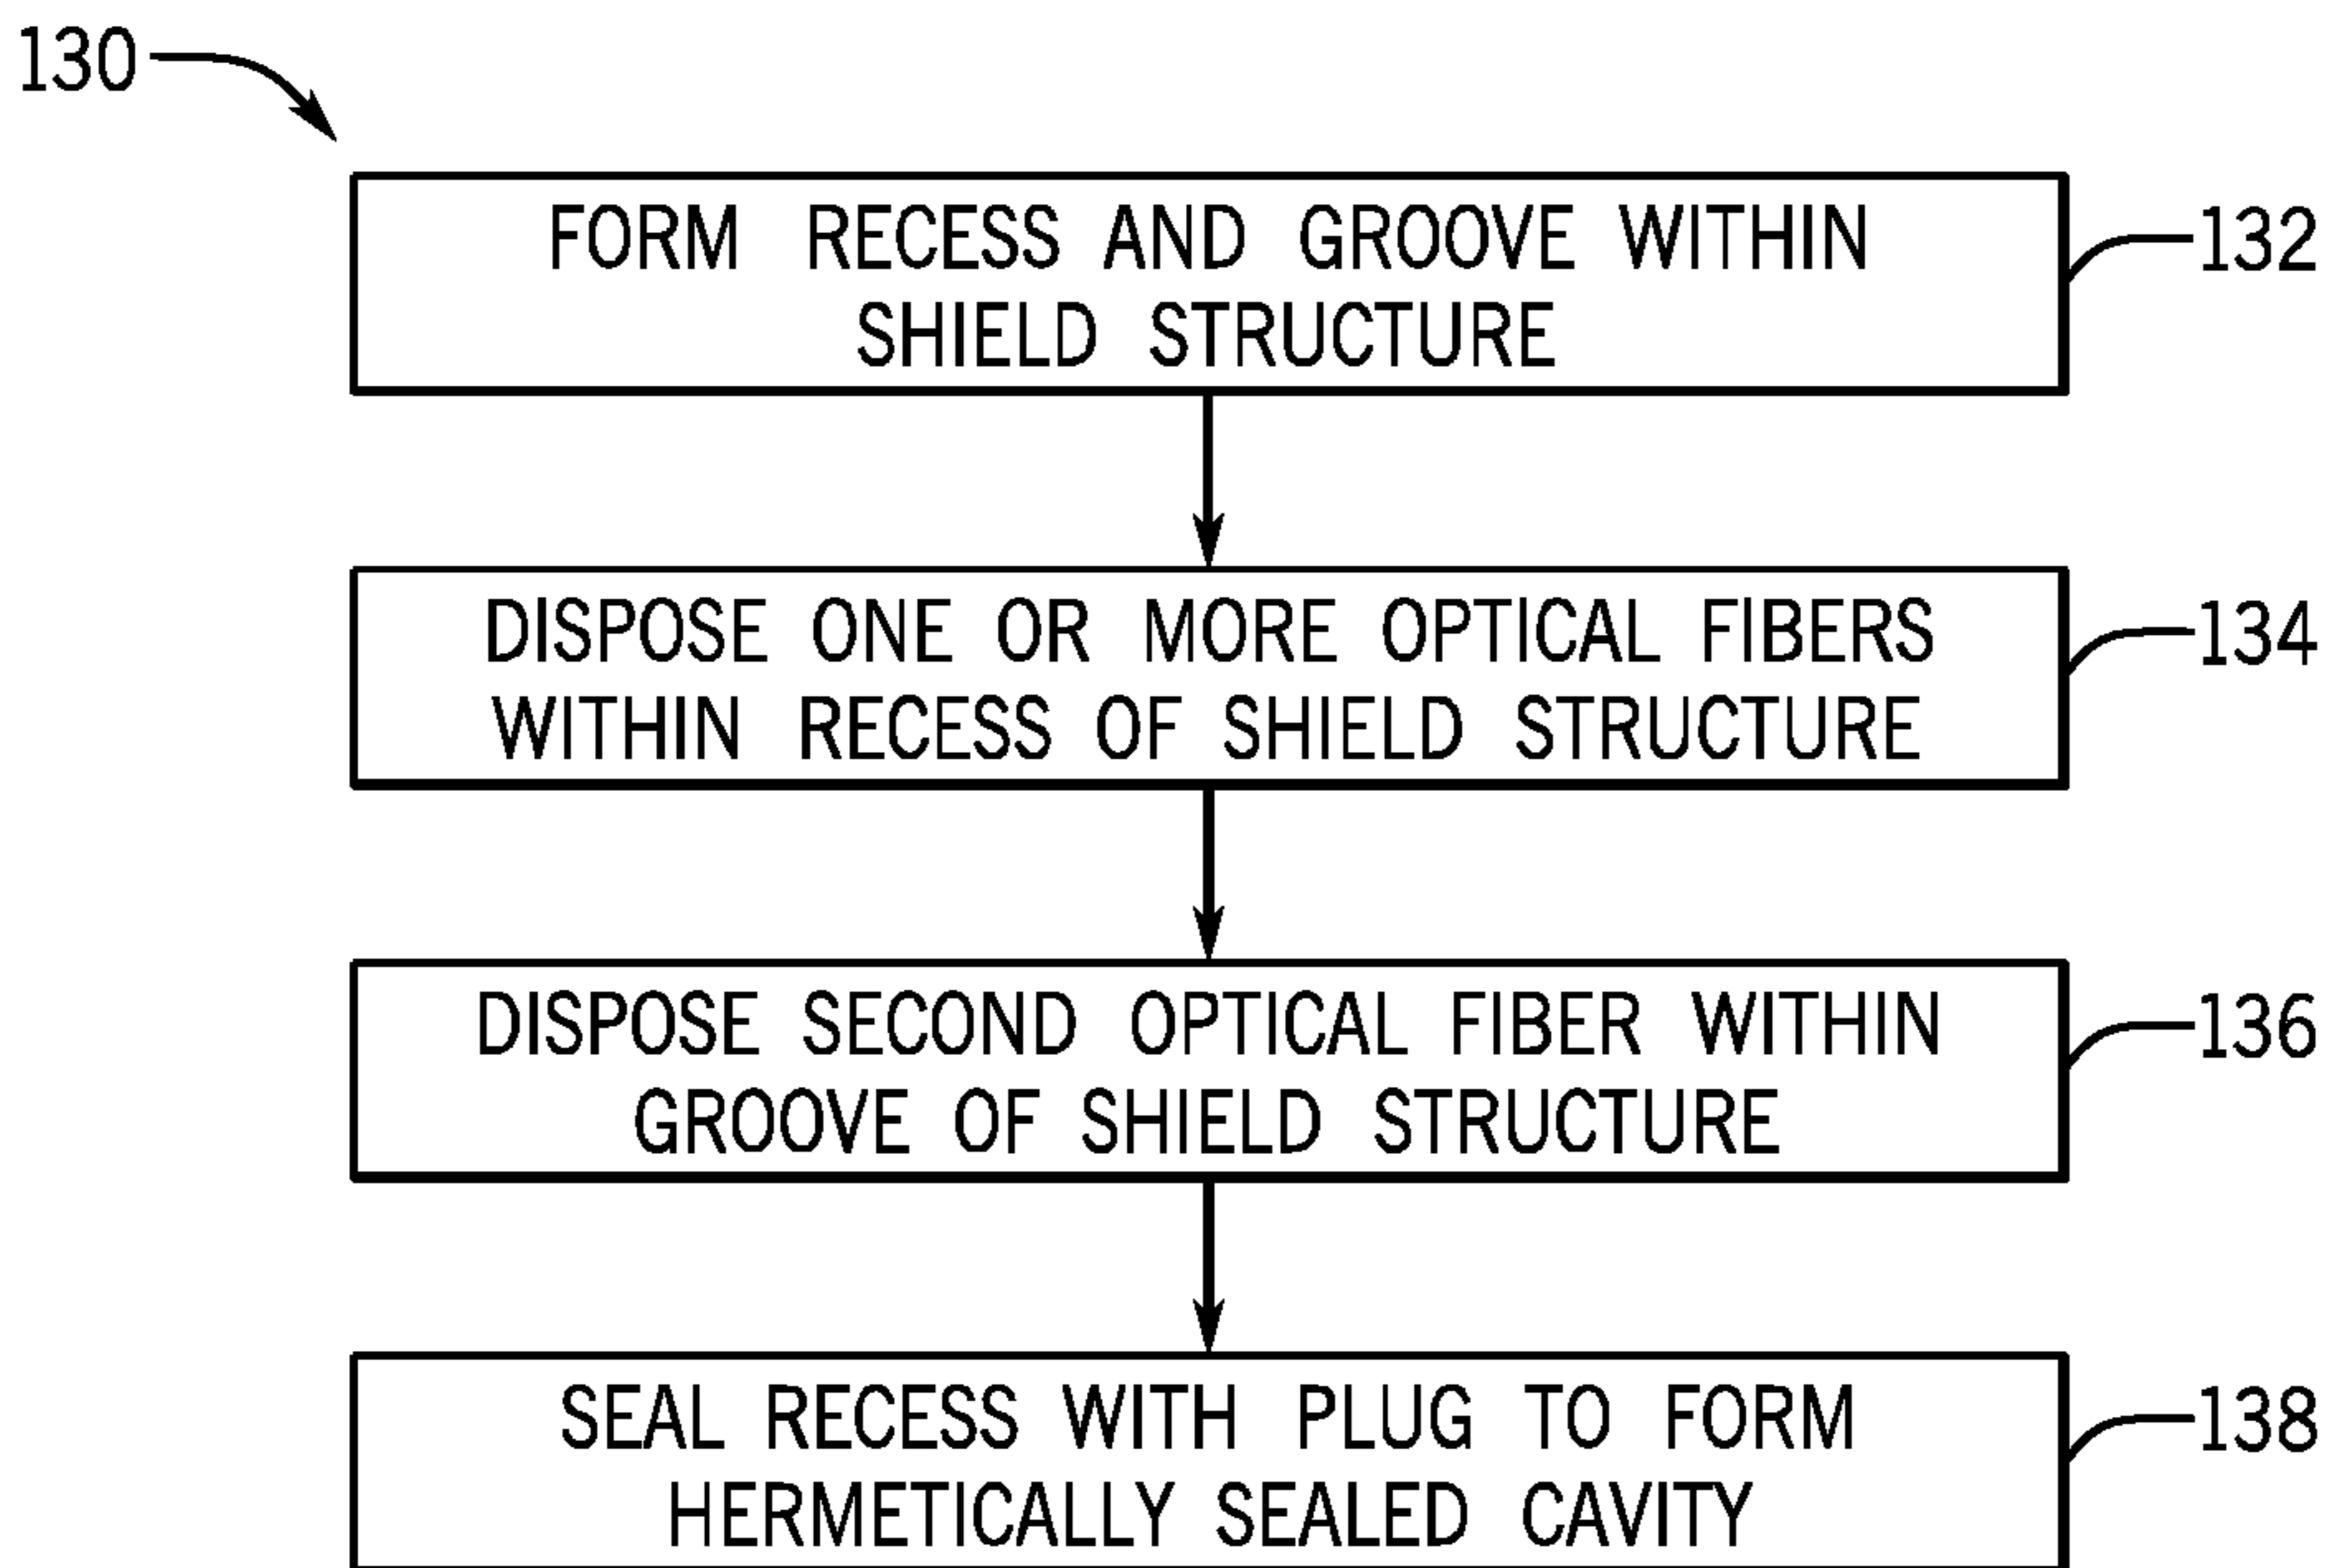 130
FORM RECESS AND GROOVE WITHIN
SHIELD STRUCTURE
132
DISPOSE ONE OR MORE OPTICAL FIBERS
WITHIN RECESS OF SHIELD STRUCTURE
134
DISPOSE SECOND OPTICAL FIBER WITHIN
GROOVE OF SHIELD STRUCTURE
136
SEAL RECESS WITH PLUG TO FORM
HERMETICALLY SEALED CAVITY
138